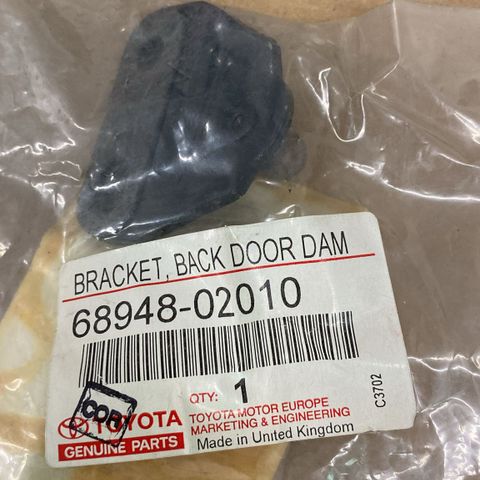 BRACKET, BACK DOOR DAM
68948-02010
QTY: 1
C3702
COPY
TOYOTA
GENUINE PARTS
TOYOTA MOTOR EUROPE
MARKETING & ENGINEERING
Made in United Kingdom